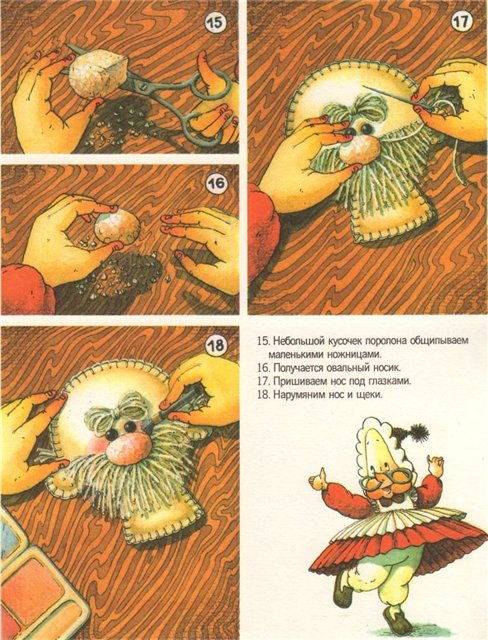 15
16
17
18
15. Небольшой кусочек поролона общипываем
маленькими ножницами.
16. Получается овальный носик.
17. Пришиваем нос под глазками.
18. Нарумяним нос и щеки.